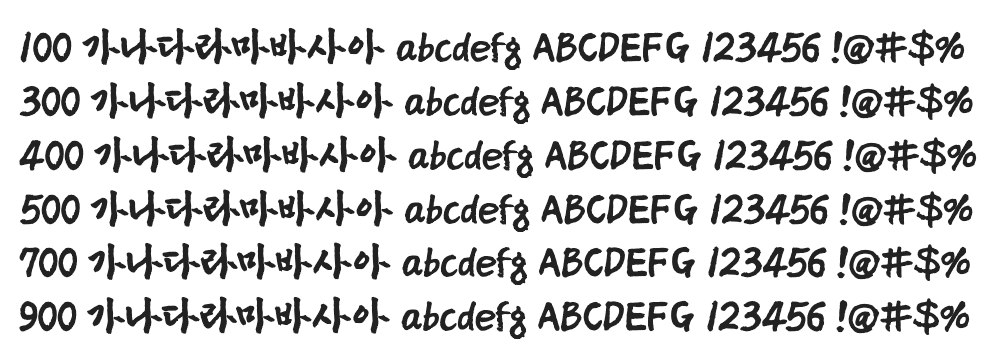 100 가나다라마바사아 abcdefg ABCDEFG 123456 !@#$%
300 가나다라마바사아 abcdefg ABCDEFG 123456 !@#$%
400 가나다라마바사아 abcdefg ABCDEFG 123456 !@#$%
500 가나다라마바사아 abcdefg ABCDEFG 123456 !@#$%
700 가나다라마바사아 abcdefg ABCDEFG 123456 !@#$%
900 가나다라마바사아 abcdefg ABCDEFG 123456 !@#$%